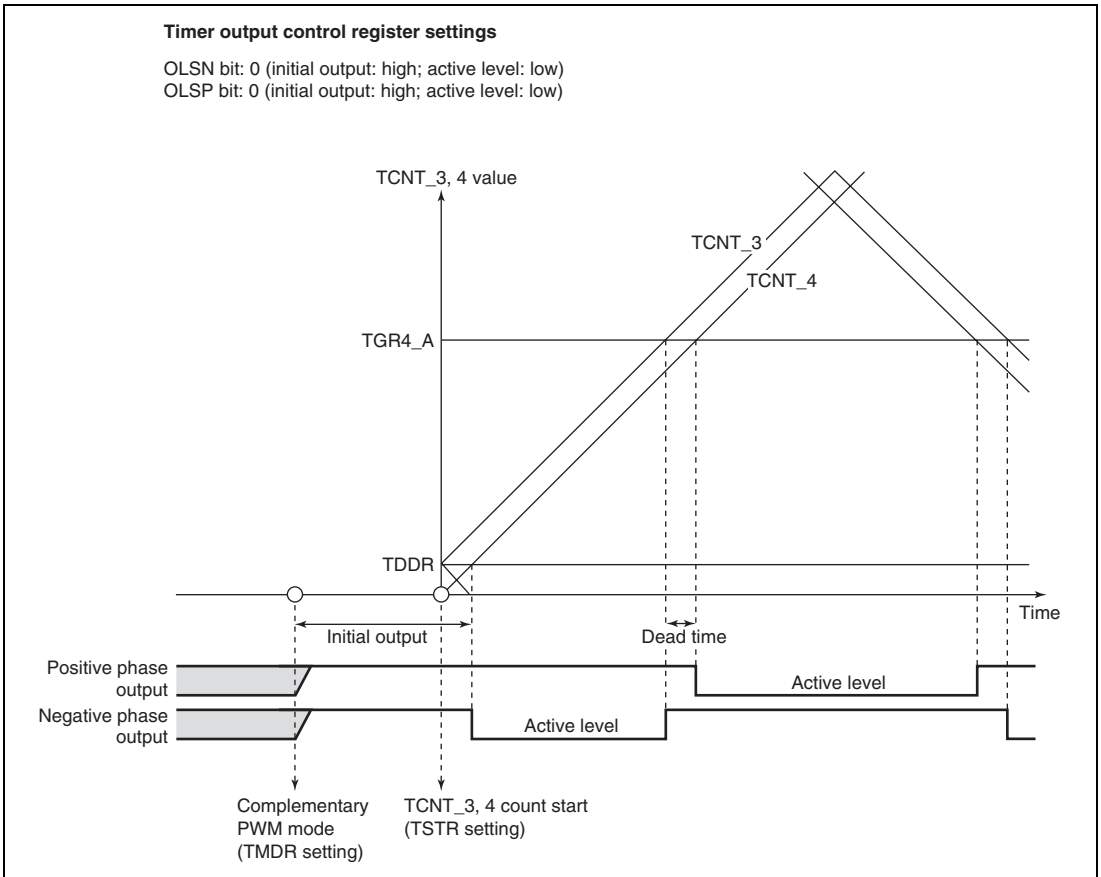 Timer output control register settings
OLSN bit: 0 (initial output: high; active level: low)
OLSP bit: 0 (initial output: high; active level: low)
TCNT_3, 4 value
TCNT_3
TCNT_4
TGR4_A
TDDR
Time
Initial output
Dead time
Positive phase
output
Active level
Negative phase
output
Active level
Complementary
PWM mode
(TMDR setting)
TCNT_3, 4 count start
(TSTR setting)